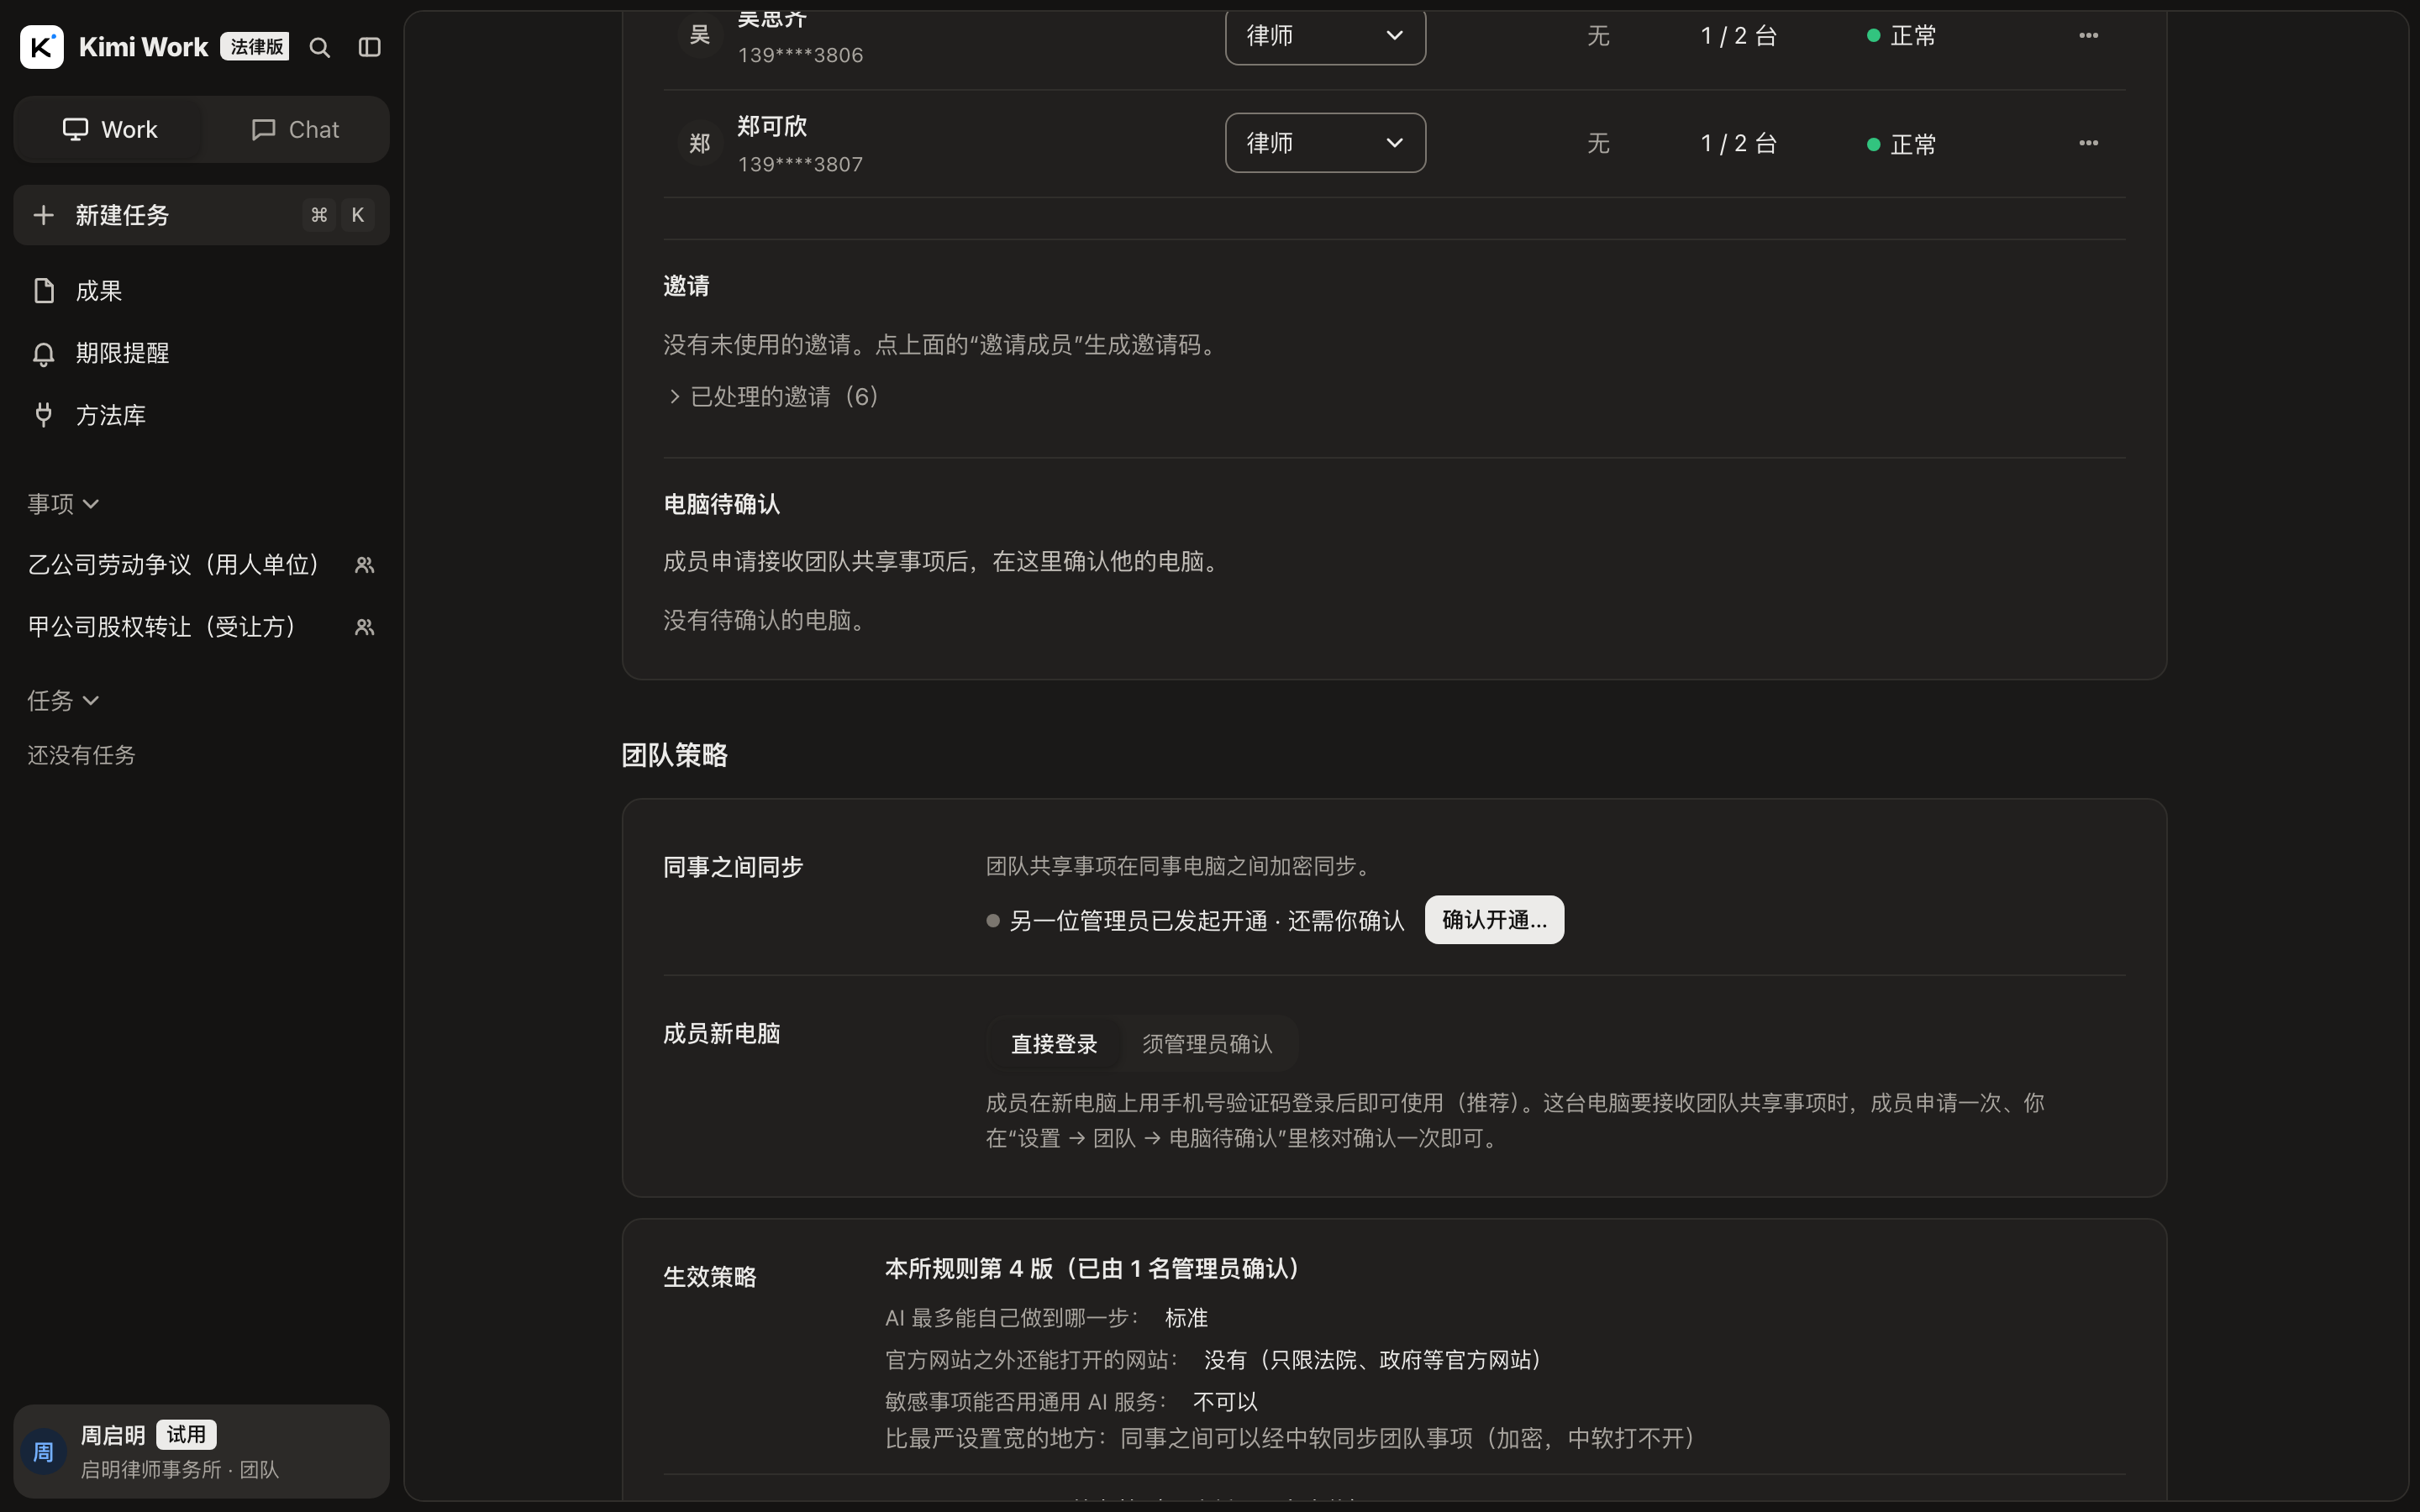 Kimi Work 法律版
Work
Chat
新建任务 ⌘ K
成果
期限提醒
方法库
事项
乙公司劳动争议（用人单位）
甲公司股权转让（受让方）
任务
还没有任务
周 周启明 试用
启明律师事务所 · 团队
吴 吴思齐
139****3806
律师
无
1 / 2 台
正常
郑 郑可欣
139****3807
律师
无
1 / 2 台
正常
邀请
没有未使用的邀请。点上面的“邀请成员”生成邀请码。
已处理的邀请（6）
电脑待确认
成员申请接收团队共享事项后，在这里确认他的电脑。
没有待确认的电脑。
团队策略
同事之间同步
团队共享事项在同事电脑之间加密同步。
另一位管理员已发起开通 · 还需你确认 确认开通...
成员新电脑
直接登录 须管理员确认
成员在新电脑上用手机号验证码登录后即可使用（推荐）。这台电脑要接收团队共享事项时，成员申请一次、你
在“设置 → 团队 → 电脑待确认”里核对确认一次即可。
生效策略
本所规则第 4 版（已由 1 名管理员确认）
AI 最多能自己做到哪一步： 标准
官方网站之外还能打开的网站： 没有（只限法院、政府等官方网站）
敏感事项能否用通用 AI 服务： 不可以
比最严设置宽的地方：同事之间可以经中软同步团队事项（加密，中软打不开）